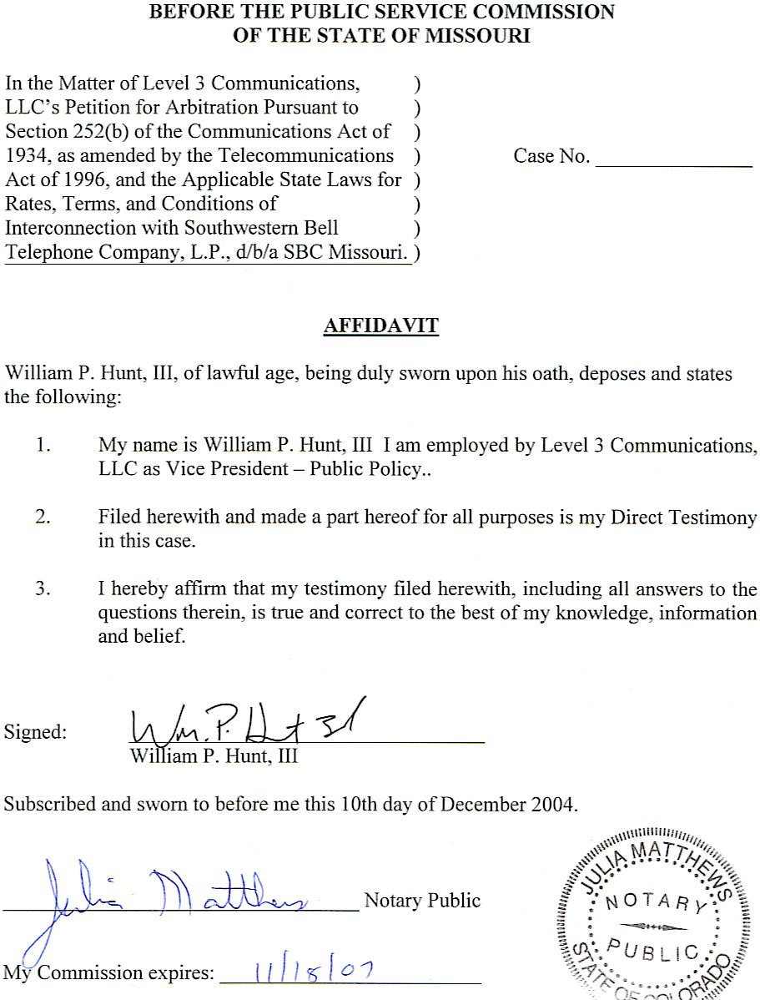 BEFORE THE PUBLIC SERVICE COMMISSION
OF THE STATE OF MISSOURI
In the Matter of Level 3 Communications, )
LLC's Petition for Arbitration Pursuant to )
Section 252(b) of the Communications Act of )
1934, as amended by the Telecommunications ) Case No. ______________
Act of 1996, and the Applicable State Laws for )
Rates, Terms, and Conditions of )
Interconnection with Southwestern Bell )
Telephone Company, L.P., d/b/a SBC Missouri. )
AFFIDAVIT
William P. Hunt, III, of lawful age, being duly sworn upon his oath, deposes and states
the following:
1. My name is William P. Hunt, III I am employed by Level 3 Communications,
LLC as Vice President – Public Policy..
2. Filed herewith and made a part hereof for all purposes is my Direct Testimony
in this case.
3. I hereby affirm that my testimony filed herewith, including all answers to the
questions therein, is true and correct to the best of my knowledge, information
and belief.
Signed: Wm. P. Hunt 3d
William P. Hunt, III
Subscribed and sworn to before me this 10th day of December 2004.
Julia Matthews Notary Public
My Commission expires: 11/18/07
JULIA MATTHEWS
NOTARY
PUBLIC
STATE OF COLORADO